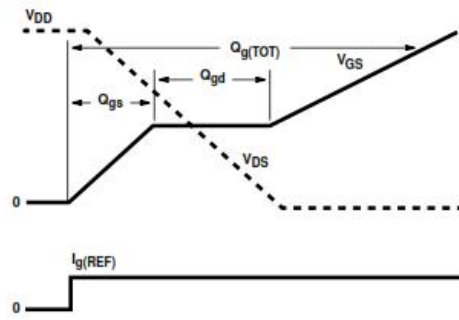 VDD
Qg(TOT)
VGS
Qgd
Qgs
VDS
0
Ig(REF)
0